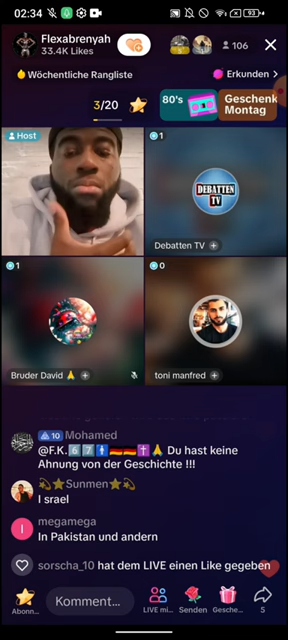 02:34
93
Flexabrenyah
33.4K Likes
106
Wöchentliche Rangliste
Erkunden >
3/20
80's
Geschenk
Montag
Host
1
DEBATTEN
TV
Debatten TV +
1
0
Bruder David 🙏 +
toni manfred +
10 Mohamed
@F.K.6️⃣7️⃣🚹🇩🇪🇩🇪✝️🙏 Du hast keine
Ahnung von der Geschichte !!!
💫⭐Sunmen⭐💫
I srael
I
megamega
In Pakistan und andern
sorscha_10 hat dem LIVE einen Like gegeben
Abonn...
Komment...
LIVE mi...
Senden
Gesche...
5